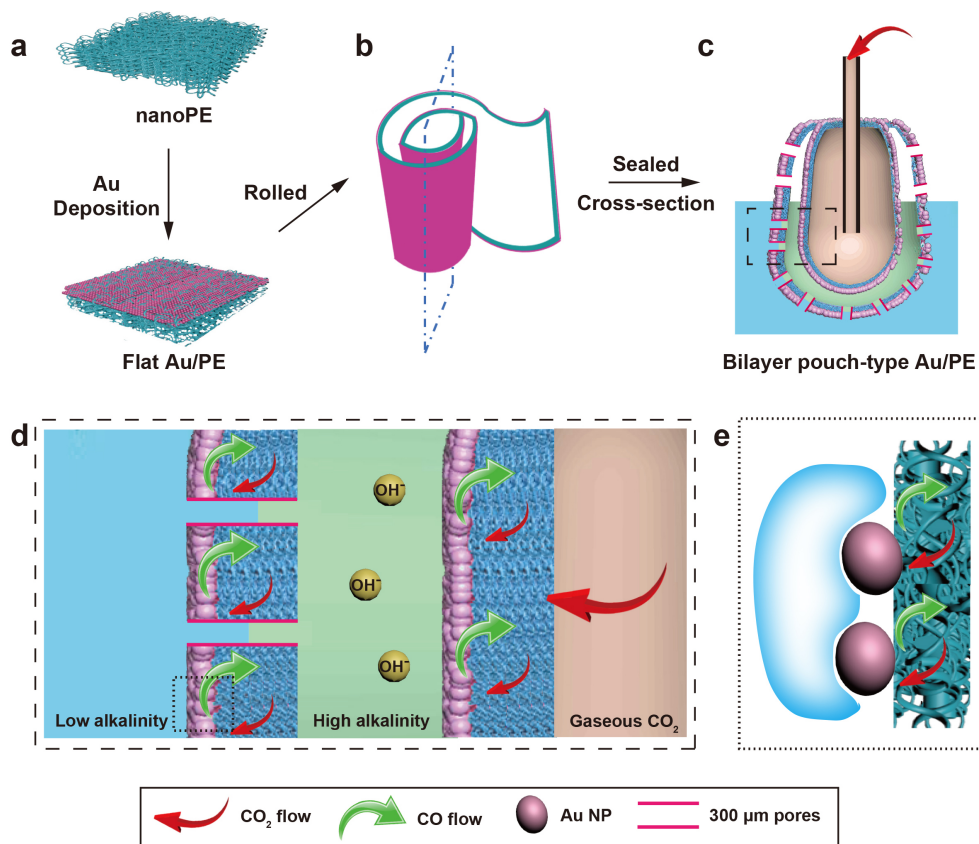 a
nanoPE
Au
Deposition
Flat Au/PE
Rolled
b
Sealed
Cross-section
c
Bilayer pouch-type Au/PE
d
OH⁻
OH⁻
OH⁻
Low alkalinity
High alkalinity
Gaseous CO₂
e
CO₂ flow
CO flow
Au NP
300 µm pores